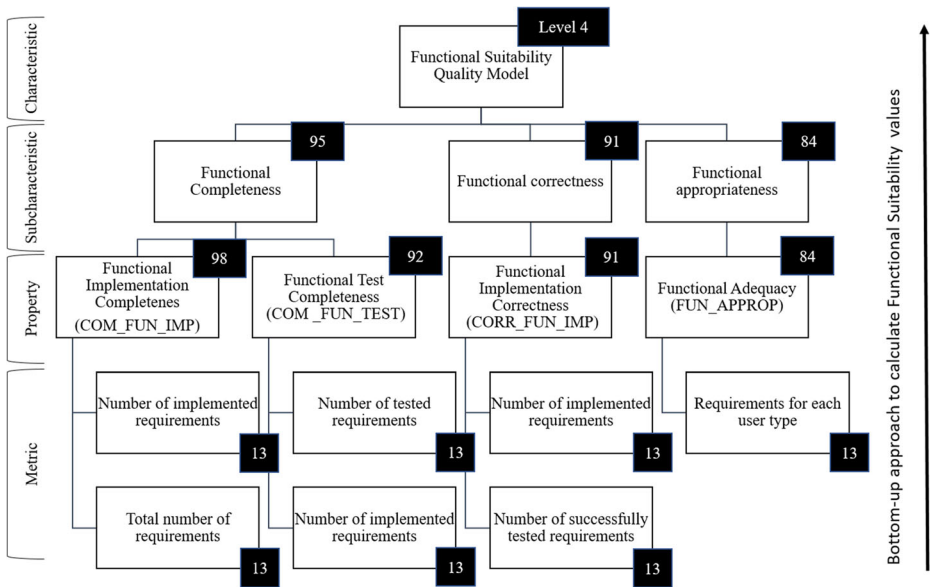 Characteristic
Level 4
Functional Suitability
Quality Model
Subcharacteristic
95
Functional
Completeness
91
Functional correctness
84
Functional
appropriateness
Property
98
Functional
Implementation
Completenes
(COM_FUN_IMP)
92
Functional Test
Completeness
(COM _FUN_TEST)
91
Functional
Implementation
Correctness
(CORR_FUN_IMP)
84
Functional Adequacy
(FUN_APPROP)
Metric
Number of implemented
requirements
13
Number of tested
requirements
13
Number of implemented
requirements
13
Requirements for each
user type
13
Total number of
requirements
13
Number of implemented
requirements
13
Number of successfully
tested requirements
13
Bottom-up approach to calculate Functional Suitability values